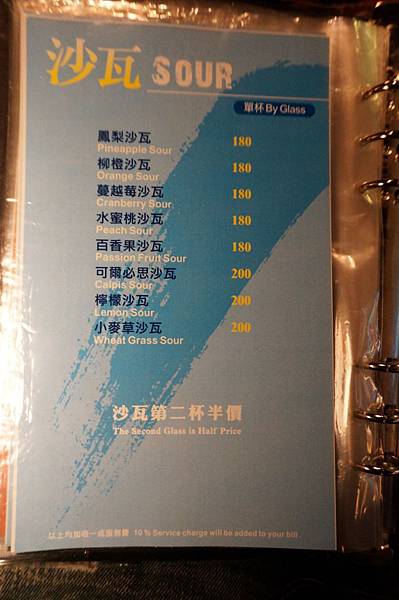 沙瓦 SOUR
單杯 By Glass
鳳梨沙瓦 180
Pineapple Sour
柳橙沙瓦 180
Orange Sour
蔓越莓沙瓦 180
Cranberry Sour
水蜜桃沙瓦 180
Peach Sour
百香果沙瓦 180
Passion Fruit Sour
可爾必思沙瓦 200
Calpis Sour
檸檬沙瓦 200
Lemon Sour
小麥草沙瓦 200
Wheat Grass Sour
沙瓦第二杯半價
The Second Glass is Half Price
以上均加收一成服務費 10 % Service charge will be added to your bill .